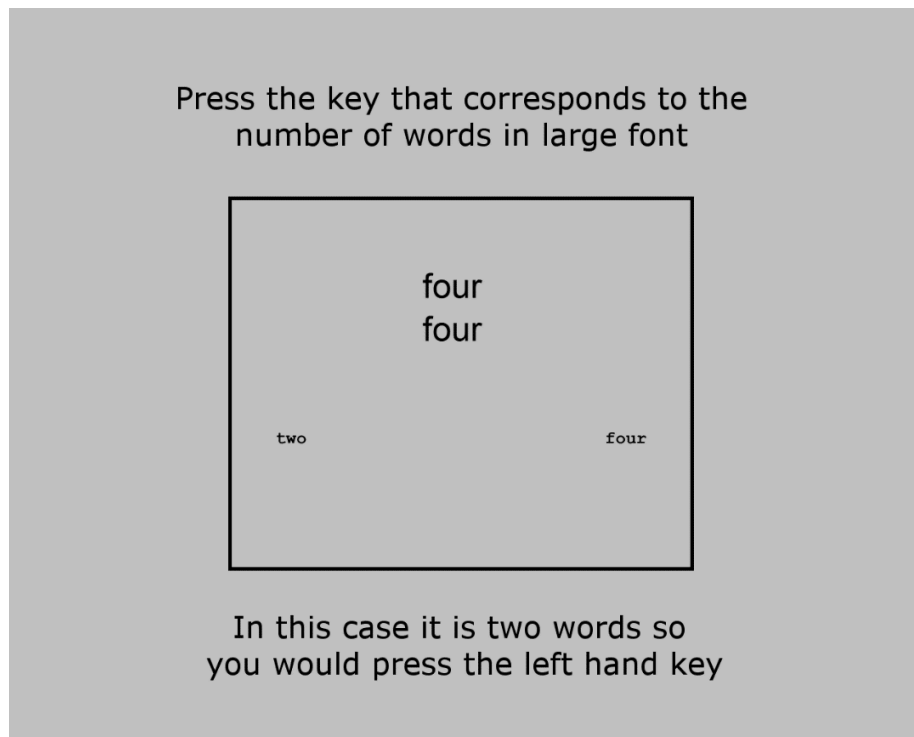 Press the key that corresponds to the
number of words in large font
four
four
two four
In this case it is two words so
you would press the left hand key